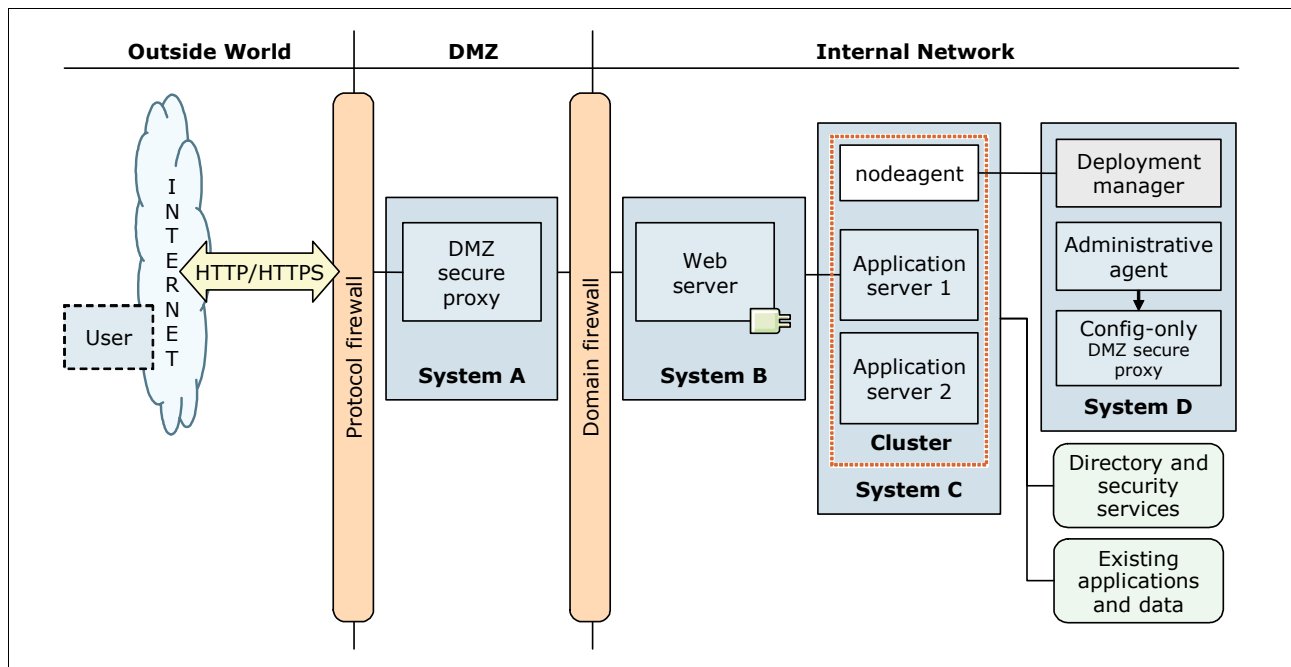 Outside World
DMZ
Internal Network
INTERNET
HTTP/HTTPS
User
Protocol firewall
DMZ
secure
proxy
System A
Domain firewall
Web
server
System B
nodeagent
Application
server 1
Application
server 2
Cluster
System C
Deployment
manager
Administrative
agent
Config-only
DMZ secure
proxy
System D
Directory and
security
services
Existing
applications
and data